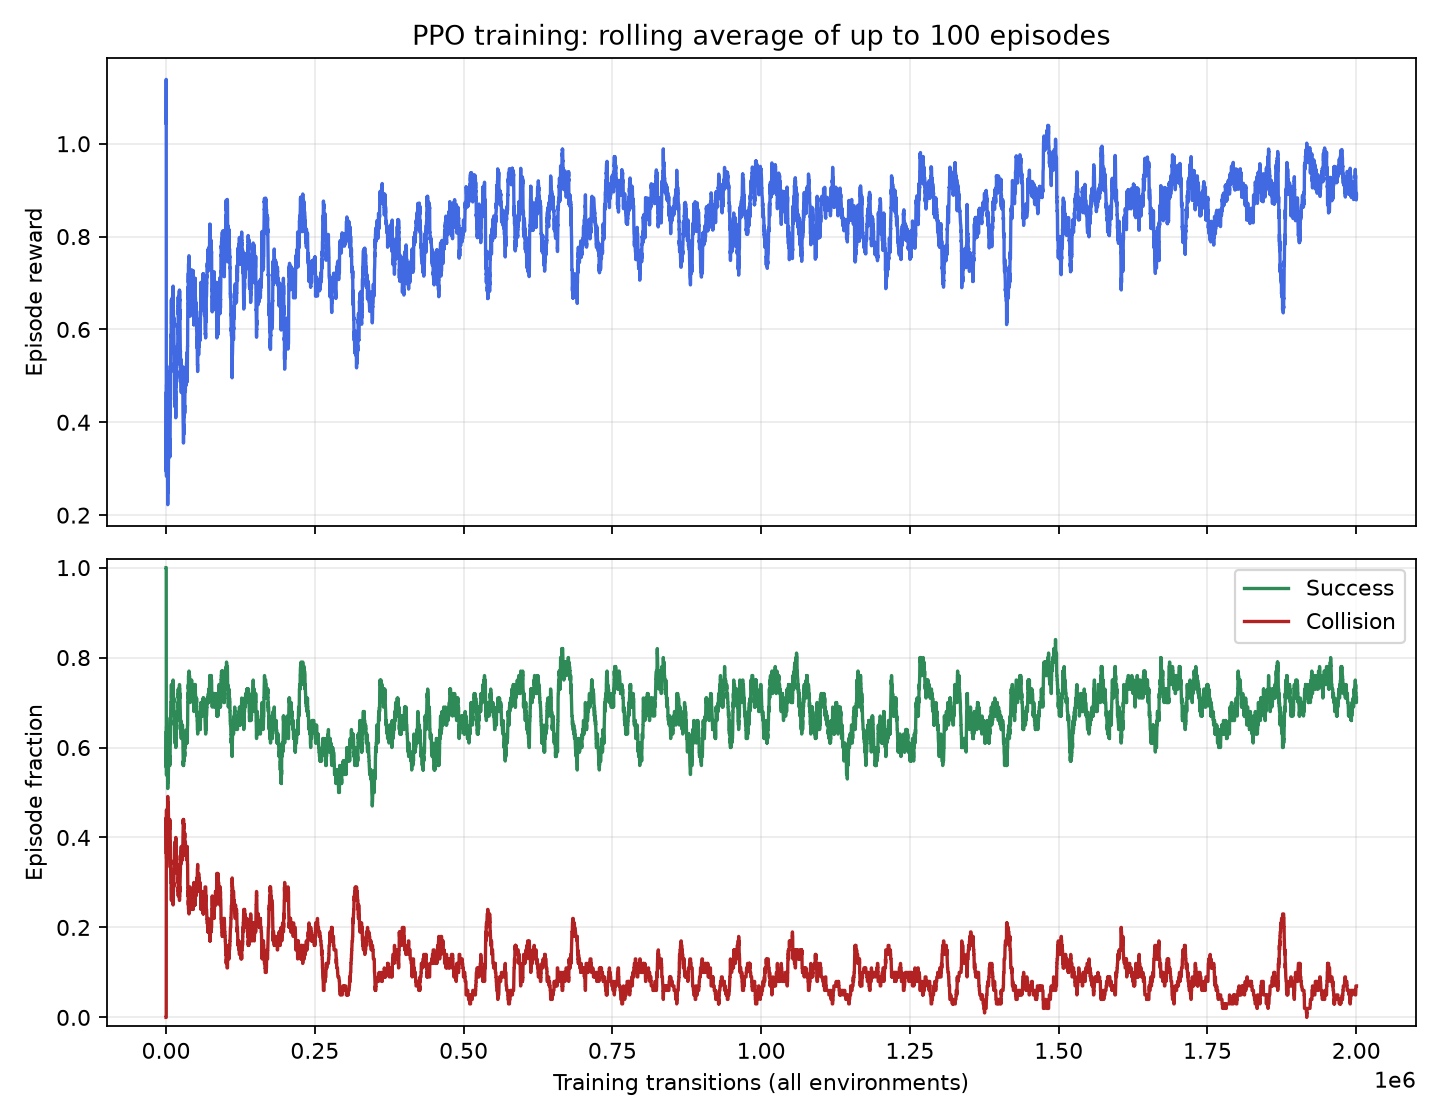 PPO training: rolling average of up to 100 episodes
Episode reward
1.0
0.8
0.6
0.4
0.2
Episode fraction
1.0
0.8
0.6
0.4
0.2
0.0
Success
Collision
0.00 0.25 0.50 0.75 1.00 1.25 1.50 1.75 2.00
1e6
Training transitions (all environments)